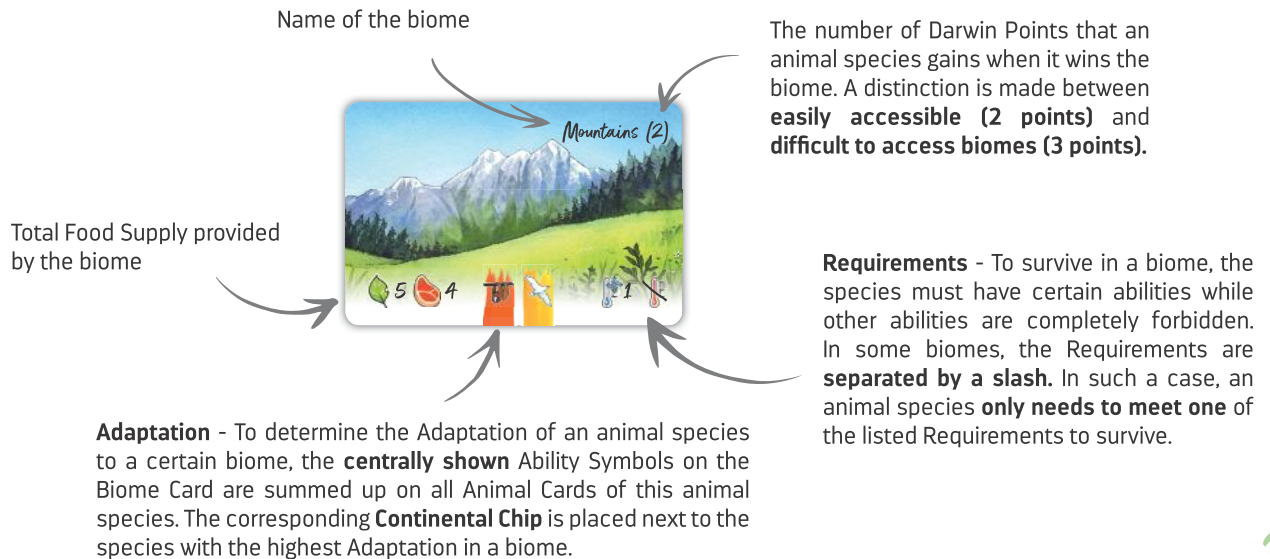 Name of the biome
The number of Darwin Points that an
animal species gains when it wins the
biome. A distinction is made between
easily accessible (2 points) and
difficult to access biomes (3 points).
Mountains (2)
Total Food Supply provided
by the biome
5 4 1
Requirements - To survive in a biome, the
species must have certain abilities while
other abilities are completely forbidden.
In some biomes, the Requirements are
separated by a slash. In such a case, an
animal species only needs to meet one of
the listed Requirements to survive.
Adaptation - To determine the Adaptation of an animal species
to a certain biome, the centrally shown Ability Symbols on the
Biome Card are summed up on all Animal Cards of this animal
species. The corresponding Continental Chip is placed next to the
species with the highest Adaptation in a biome.